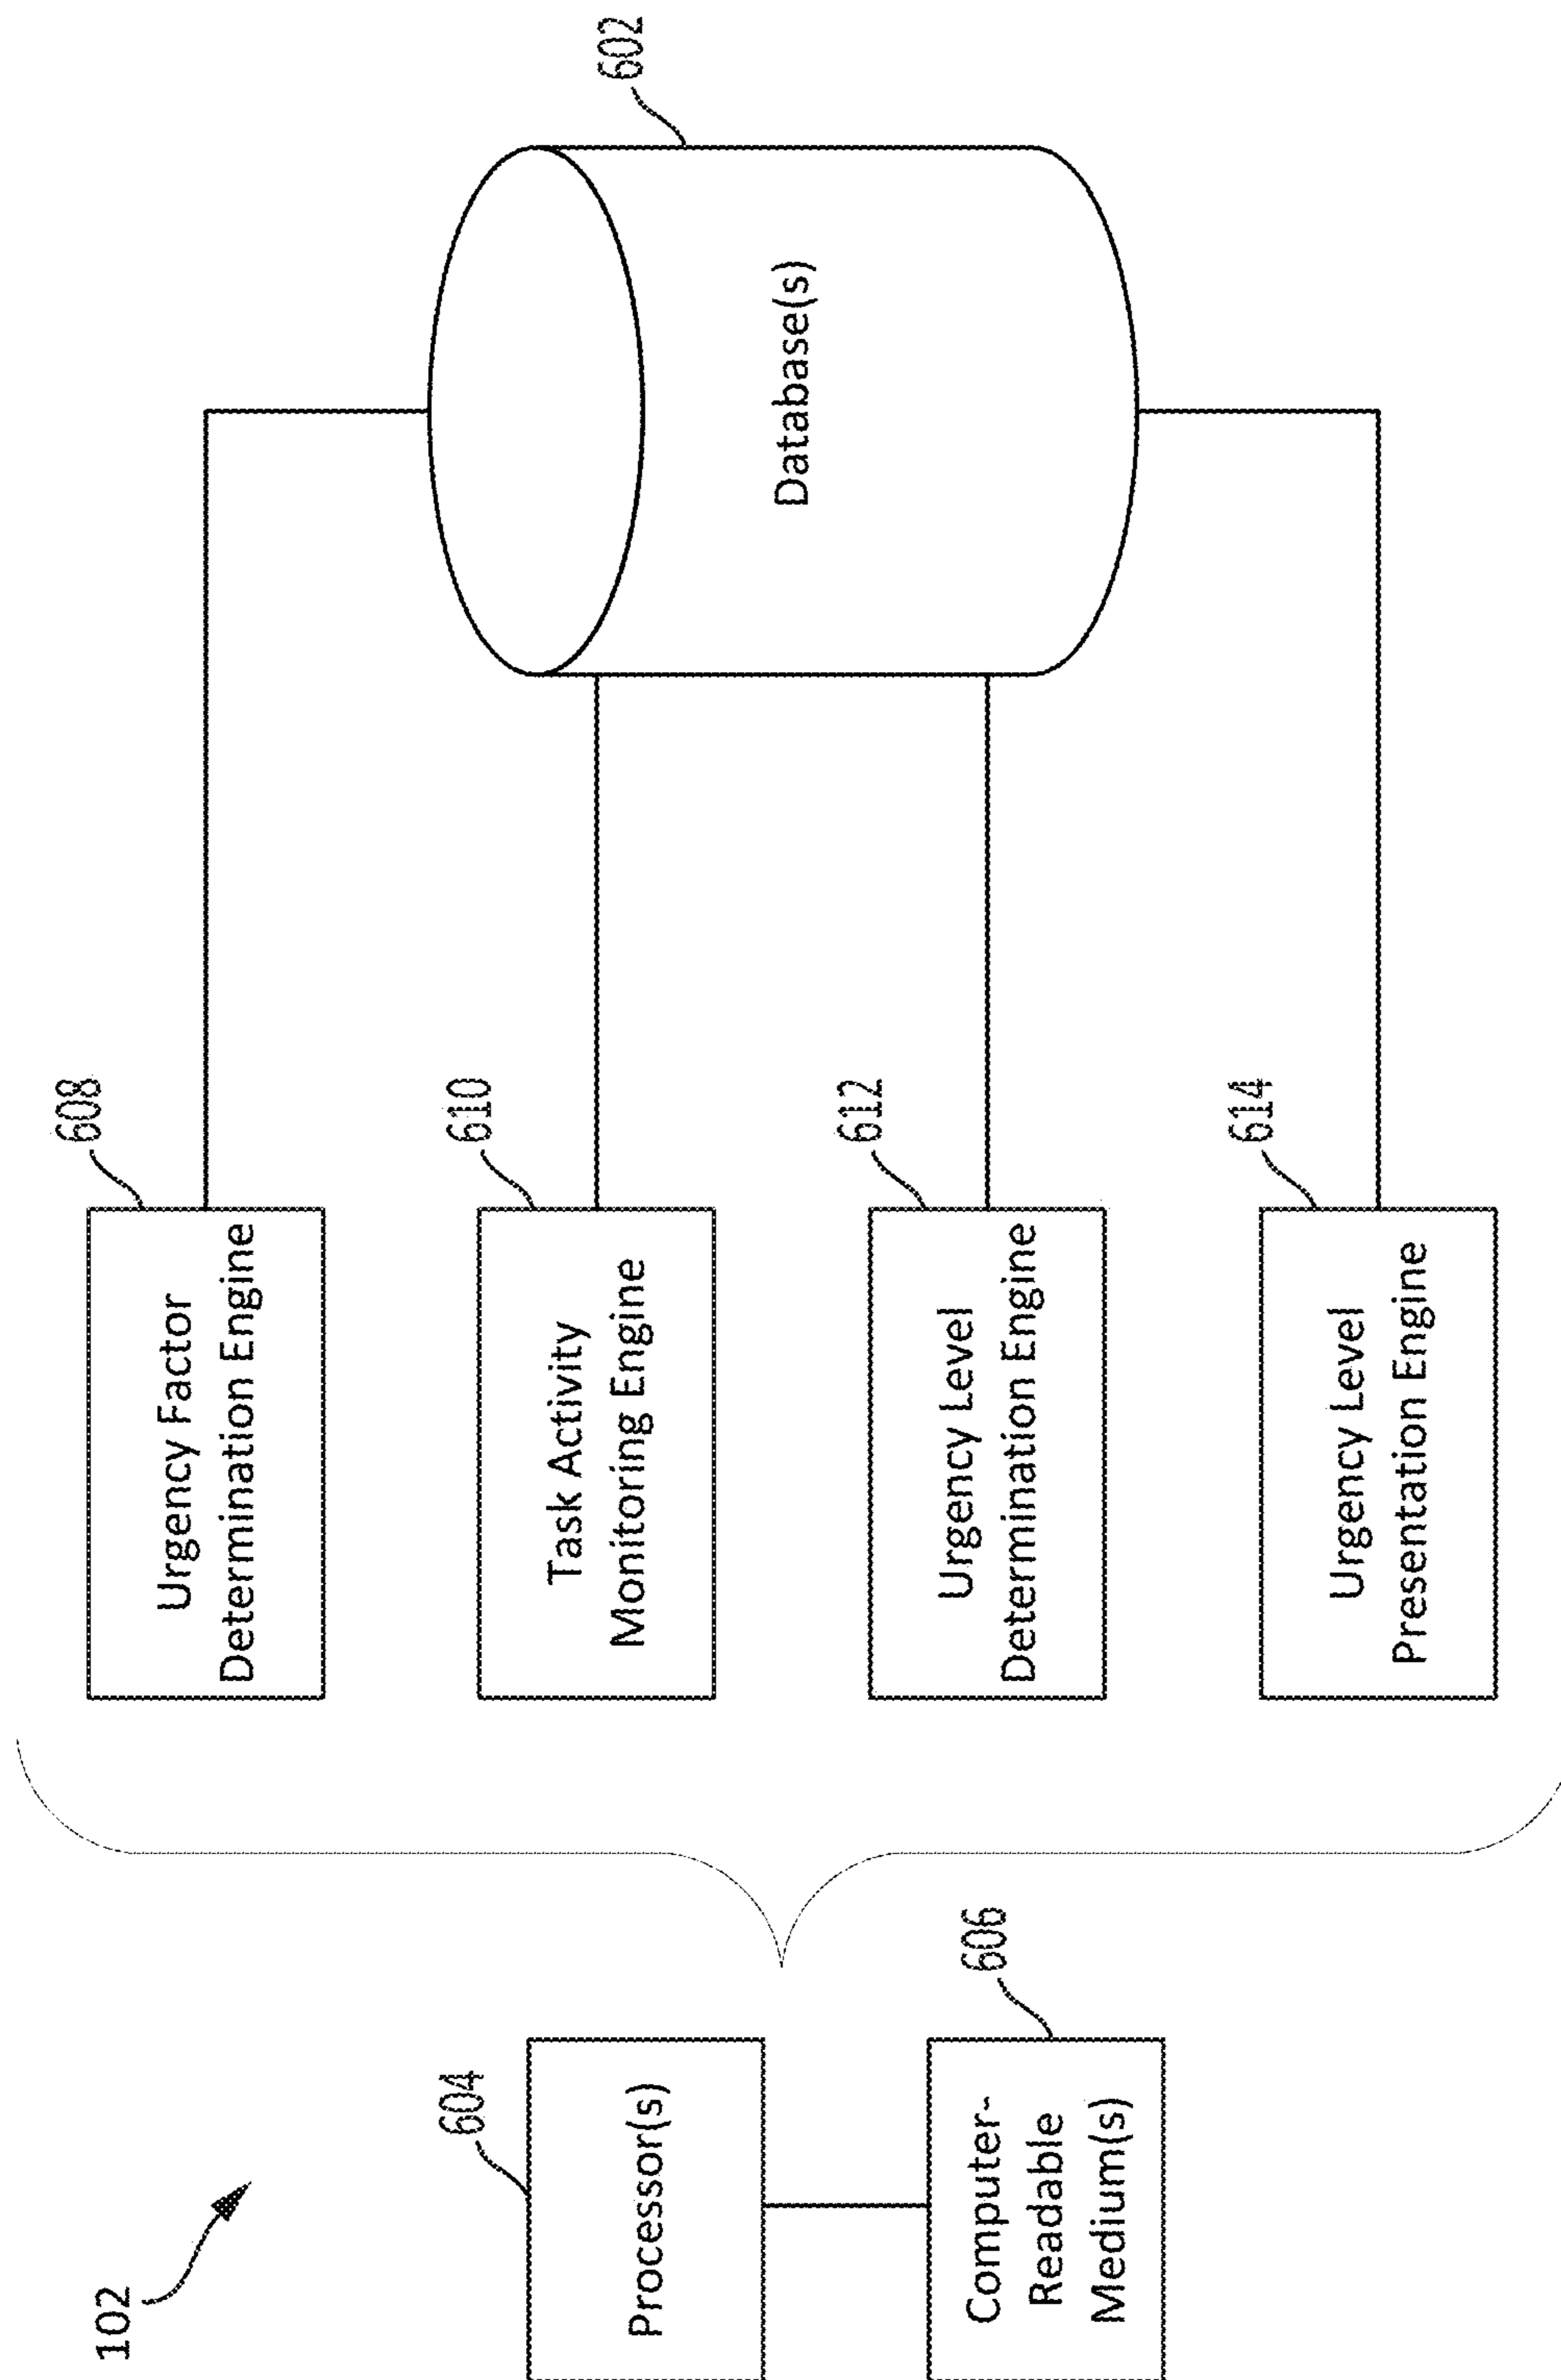 102
604
Processor(s)
606
Computer-
Readable
Medium(s)
608
Urgency Factor
Determination Engine
610
Task Activity
Monitoring Engine
612
Urgency Level
Determination Engine
614
Urgency Level
Presentation Engine
602
Database(s)